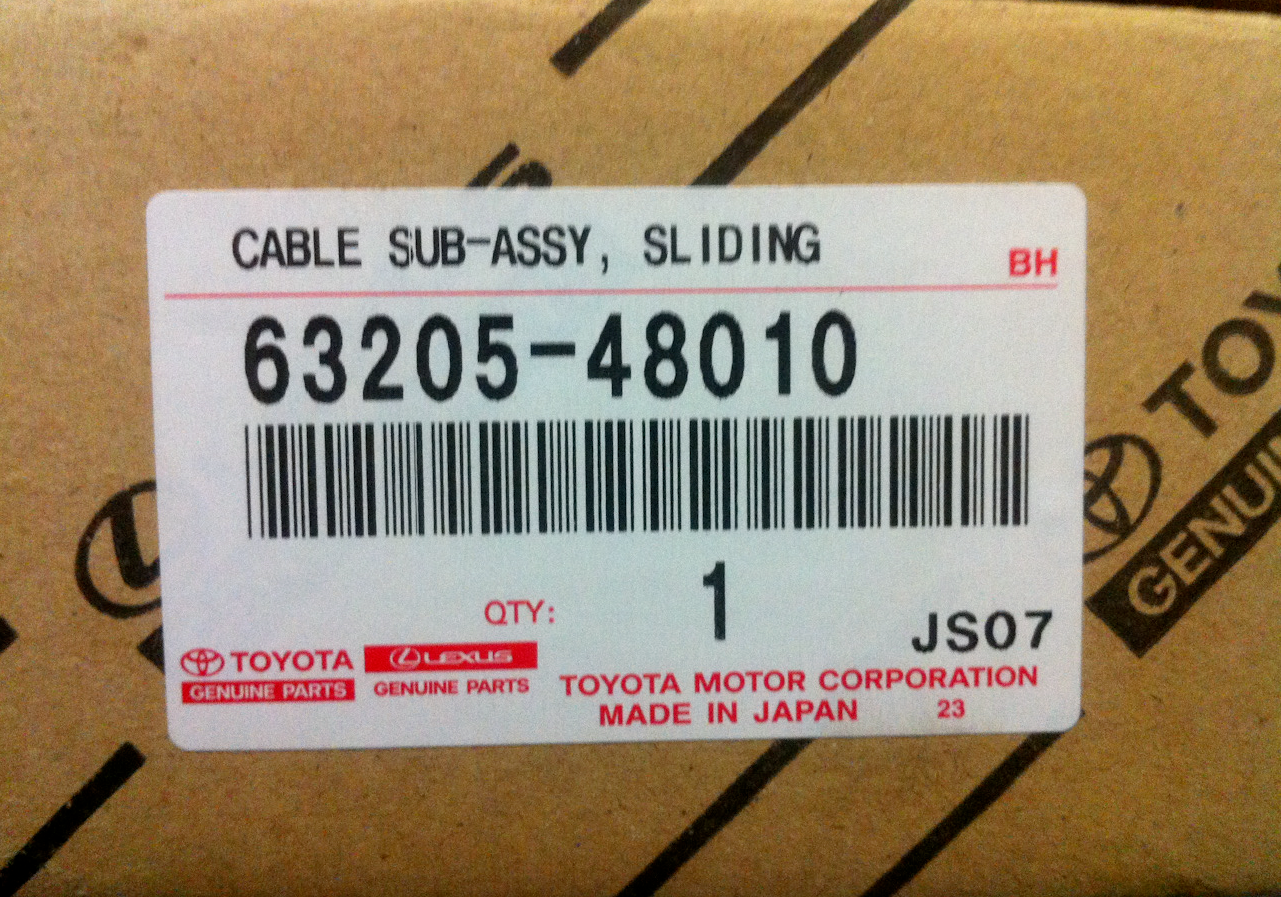 CABLE SUB-ASSY, SLIDING
BH
63205-48010
QTY: 1
JS07
TOYOTA
GENUINE PARTS
LEXUS
GENUINE PARTS
TOYOTA MOTOR CORPORATION
MADE IN JAPAN 23